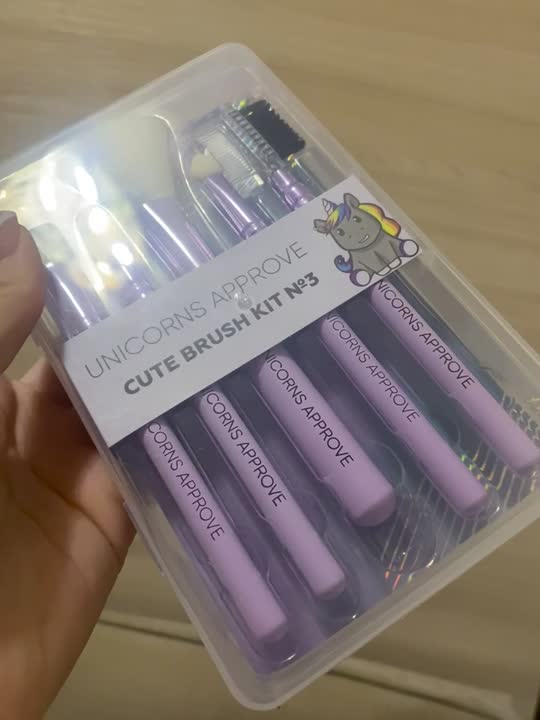 UNICORNS APPROVE
CUTE BRUSH KIT №3
CORNS APPROVE
CORNS APPROVE
ICORNS APPROVE
NICORNS APPROVE
NICORNS APPROVE